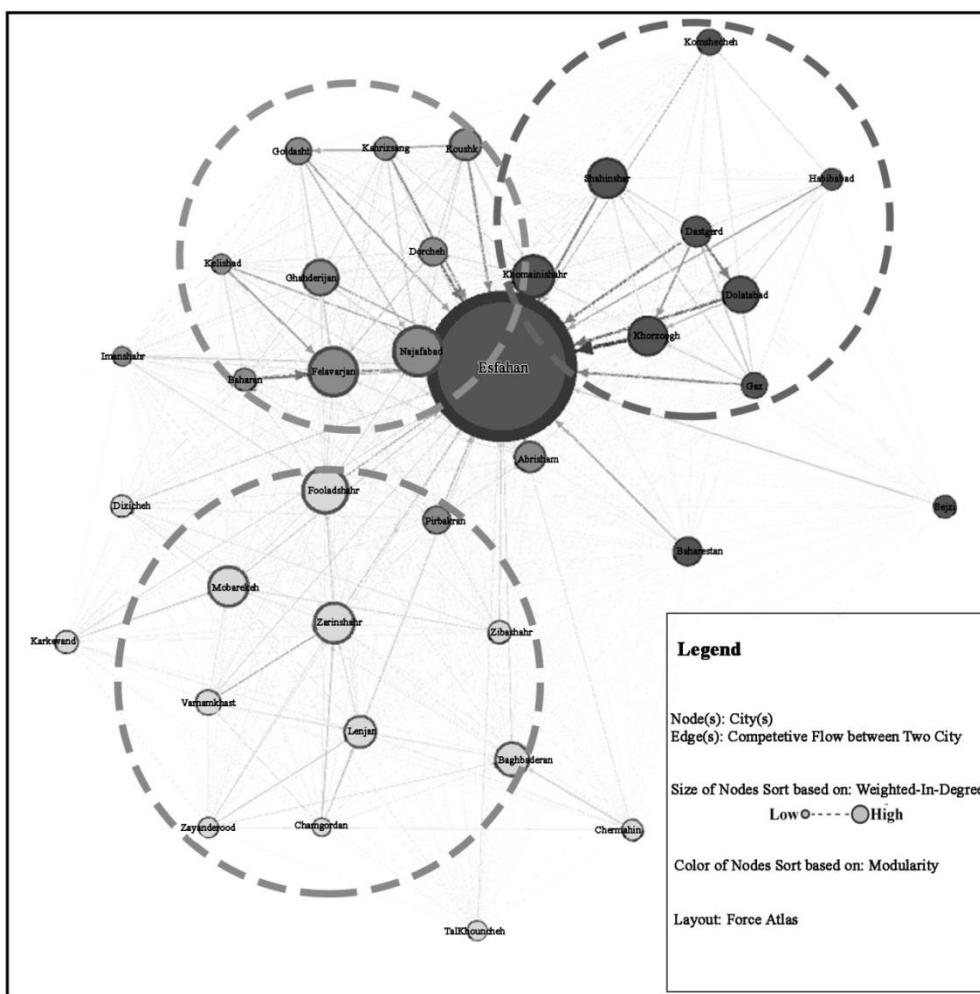 Komshecheh
Goldasht
Kahrizsang
Koushk
Shahinshar
Habibabad
Dastgerd
Dorcheh
Kelishad
Ghahderijan
Khomainishahr
Dolatabad
Khorzoogh
Najafabad
Imanshahr
Esfahan
Felavarjan
Baharan
Gaz
Abrisham
Fooladshahr
Dizicheh
Pirbakran
Sejzi
Baharestan
Mobarekeh
Zarinshahr
Zibashahr
Karkevand
Varnamkhast
Lenjan
Baghbaderan
Zayanderood
Chamgordan
Chermahin
TalKhouncheh
Legend
Node(s): City(s)
Edge(s): Competetive Flow between Two City
Size of Nodes Sort based on: Weighted-In-Degree
Low High
Color of Nodes Sort based on: Modularity
Layout: Force Atlas